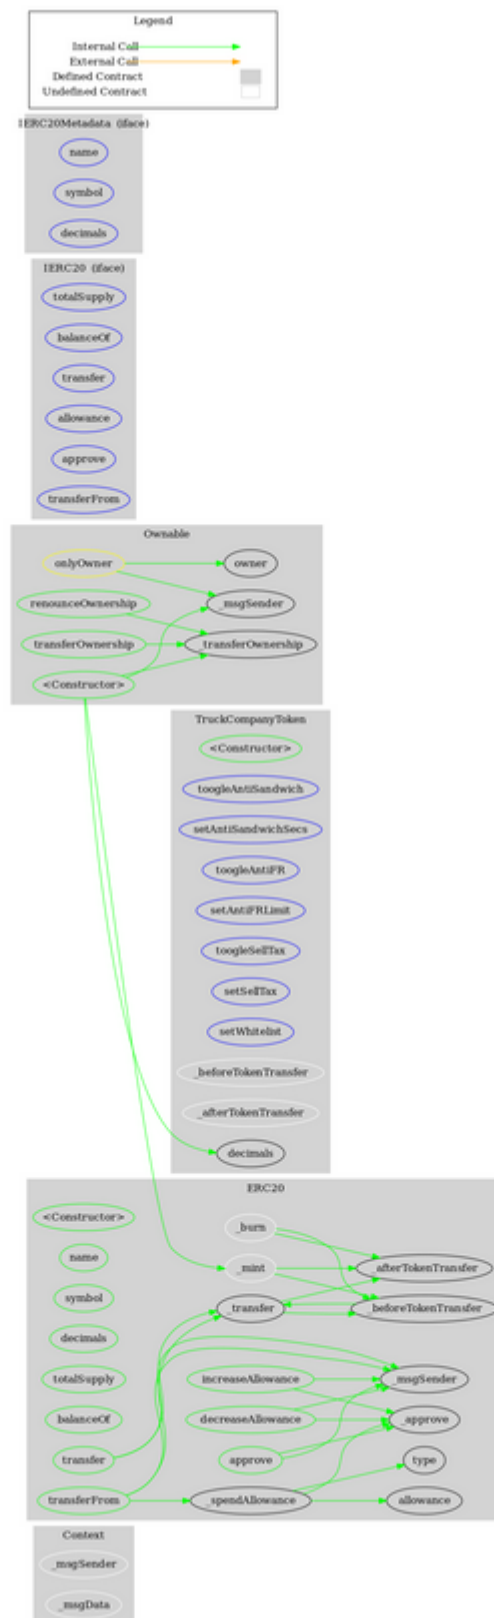 Legend
Internal Call
External Call
Defined Contract
Undefined Contract
IERC20Metadata (iface)
name
symbol
decimals
IERC20 (iface)
totalSupply
balanceOf
transfer
allowance
approve
transferFrom
Ownable
onlyOwner
owner
renounceOwnership
_msgSender
transferOwnership
_transferOwnership
<Constructor>
TruckCompanyToken
<Constructor>
toogleAntiSandwich
setAntiSandwichSecs
toogleAntiFR
setAntiFRLimit
toogleSellTax
setSellTax
setWhitelist
_beforeTokenTransfer
_afterTokenTransfer
decimals
ERC20
<Constructor>
_burn
name
_mint
_afterTokenTransfer
symbol
_transfer
_beforeTokenTransfer
decimals
totalSupply
increaseAllowance
_msgSender
balanceOf
decreaseAllowance
_approve
transfer
approve
type
transferFrom
_spendAllowance
allowance
Context
_msgSender
_msgData